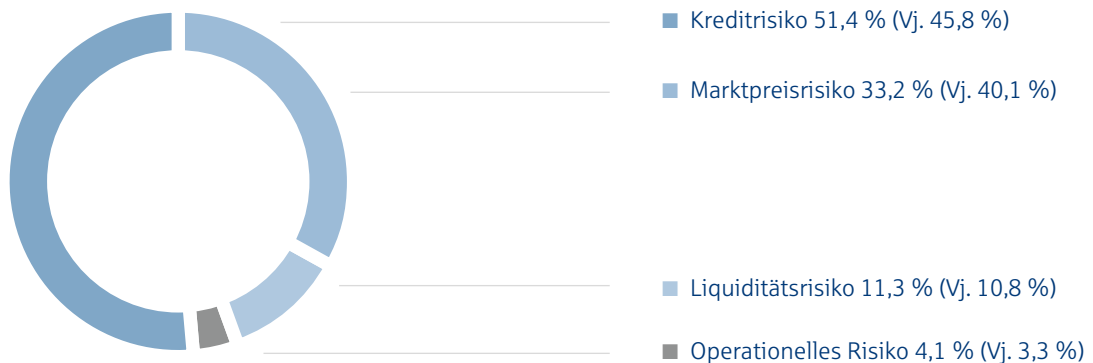 Kreditrisiko 51,4 % (Vj. 45,8 %)
Marktpreisrisiko 33,2 % (Vj. 40,1 %)
Liquiditätsrisiko 11,3 % (Vj. 10,8 %)
Operationelles Risiko 4,1 % (Vj. 3,3 %)